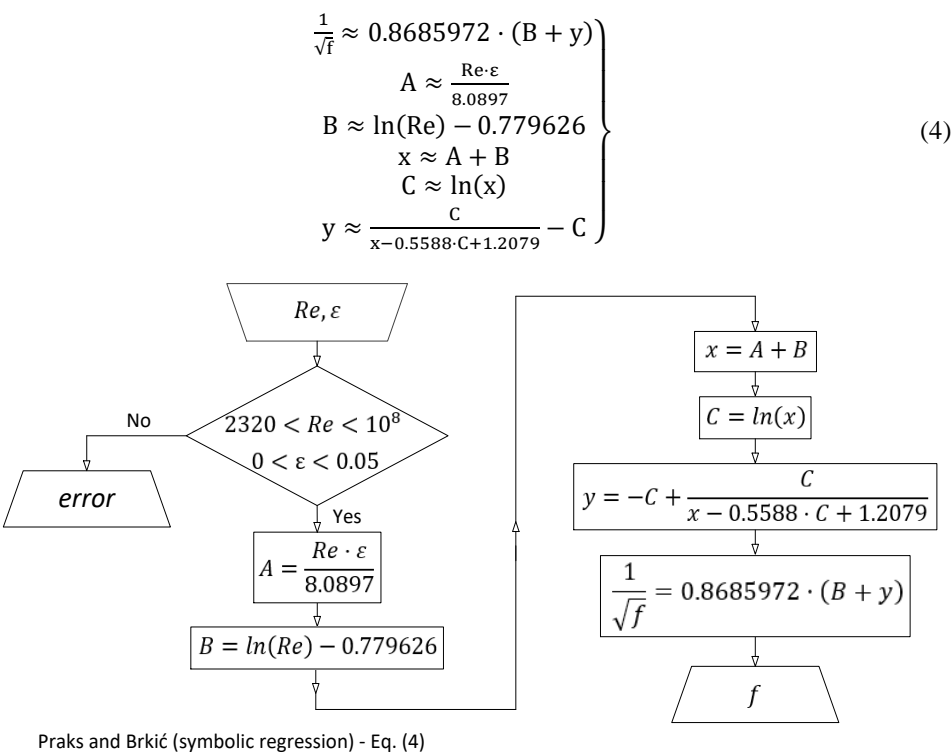 1/√f ≈ 0.8685972 · (B + y)
A ≈ Re·ε/8.0897
B ≈ ln(Re) − 0.779626
x ≈ A + B
C ≈ ln(x)
y ≈ C/(x−0.5588·C+1.2079) − C
(4)
Re, ε
2320 < Re < 10⁸
0 < ε < 0.05
No
error
Yes
A = Re · ε/8.0897
B = ln(Re) − 0.779626
x = A + B
C = ln(x)
y = −C + C/(x − 0.5588 · C + 1.2079)
1/√f = 0.8685972 · (B + y)
f
Praks and Brkić (symbolic regression) - Eq. (4)